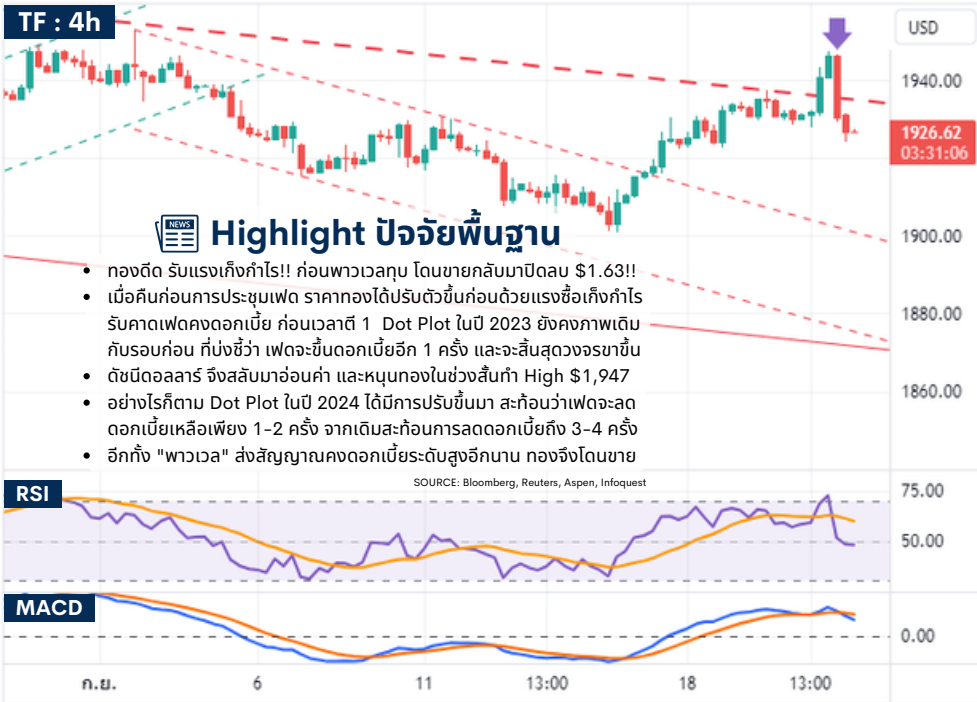 TF : 4h
USD
1940.00
1926.62
03:31:06
1900.00
1880.00
1860.00
NEWS
Highlight ปัจจัยพื้นฐาน
• ทองดีด รับแรงเก็งกำไร!! ก่อนพาวเวลทุบ โดนขายกลับมาปิดลบ $1.63!!
• เมื่อคืนก่อนการประชุมเฟด ราคาทองได้ปรับตัวขึ้นก่อนด้วยแรงซื้อเก็งกำไร
รับคาดเฟดคงดอกเบี้ย ก่อนเวลาตี 1 Dot Plot ในปี 2023 ยังคงภาพเดิม
กับรอบก่อน ที่บ่งชี้ว่า เฟดจะขึ้นดอกเบี้ยอีก 1 ครั้ง และจะสิ้นสุดวงจรขาขึ้น
• ดัชนีดอลลาร์ จึงสลับมาอ่อนค่า และหนุนทองในช่วงสั้นทำ High $1,947
• อย่างไรก็ตาม Dot Plot ในปี 2024 ได้มีการปรับขึ้นมา สะท้อนว่าเฟดจะลด
ดอกเบี้ยเหลือเพียง 1-2 ครั้ง จากเดิมสะท้อนการลดดอกเบี้ยถึง 3-4 ครั้ง
• อีกทั้ง "พาวเวล" ส่งสัญญาณคงดอกเบี้ยระดับสูงอีกนาน ทองจึงโดนขาย
SOURCE: Bloomberg, Reuters, Aspen, Infoquest
RSI
75.00
50.00
MACD
0.00
ก.ย.
6
11
13:00
18
13:00